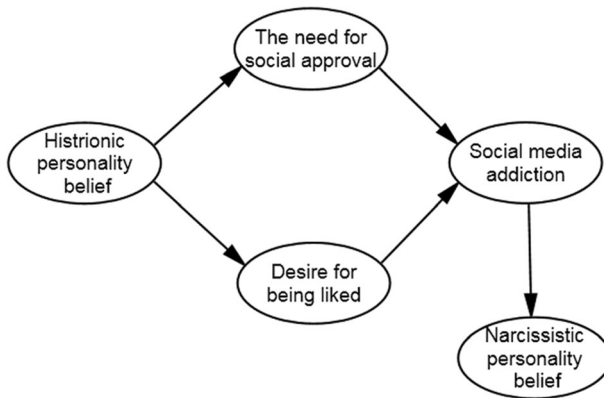 The need for
social approval
Histrionic
personality
belief
Social media
addiction
Desire for
being liked
Narcissistic
personality
belief